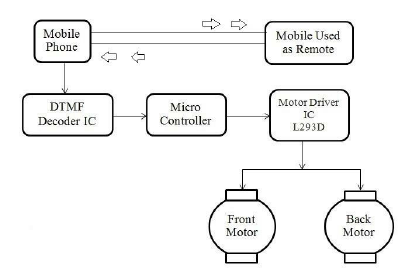 Mobile
Phone
Mobile Used
as Remote
DTMF
Decoder IC
Micro
Controller
Motor Driver
IC
L293D
Front
Motor
Back
Motor